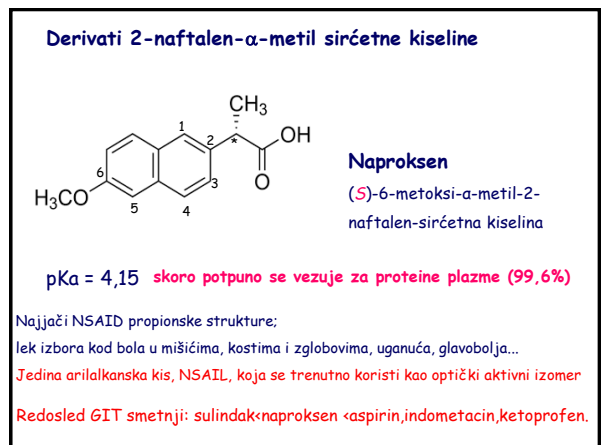 Derivati 2-naftalen-α-metil sirćetne kiseline
CH₃
1
2
OH
*
6
3
O
H₃CO
5
4
Naproksen
(S)-6-metoksi-α-metil-2-
naftalen-sirćetna kiselina
pKa = 4,15 skoro potpuno se vezuje za proteine plazme (99,6%)
Najjači NSAID propionske strukture;
lek izbora kod bola u mišićima, kostima i zglobovima, uganuća, glavobolja...
Jedina arilalkanska kis, NSAIL, koja se trenutno koristi kao optički aktivni izomer
Redosled GIT smetnji: sulindak<naproksen <aspirin,indometacin,ketoprofen.